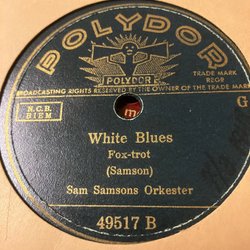 POLYDOR
TRADE MARK
REGD
POLYDOR
BROADCASTING RIGHTS RESERVED BY THE OWNER OF THE TRADE MARK
N.C.B.
BIEM
G
White Blues
Fox-trot
(Samson)
Sam Samsons Orkester
49517 B